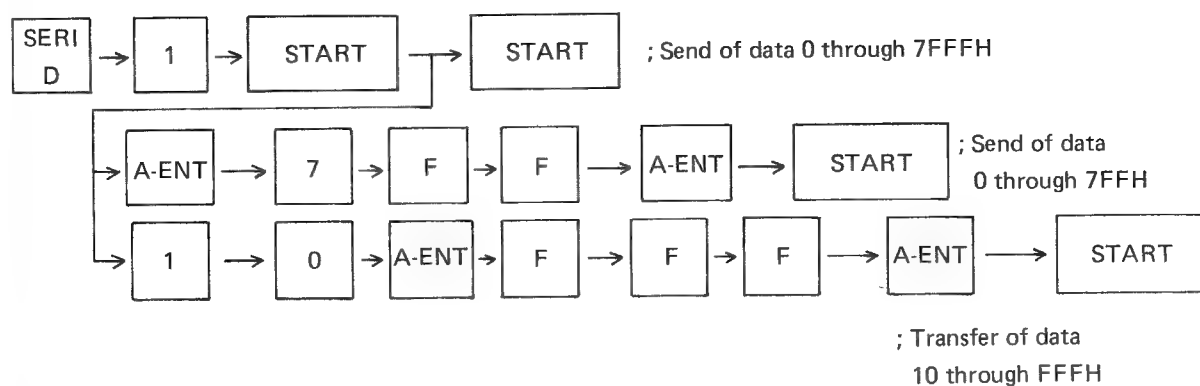 SERI
D
1
START
START
; Send of data 0 through 7FFFH
A-ENT
7
F
F
A-ENT
START
; Send of data
0 through 7FFH
1
0
A-ENT
F
F
F
A-ENT
START
; Transfer of data
10 through FFFH